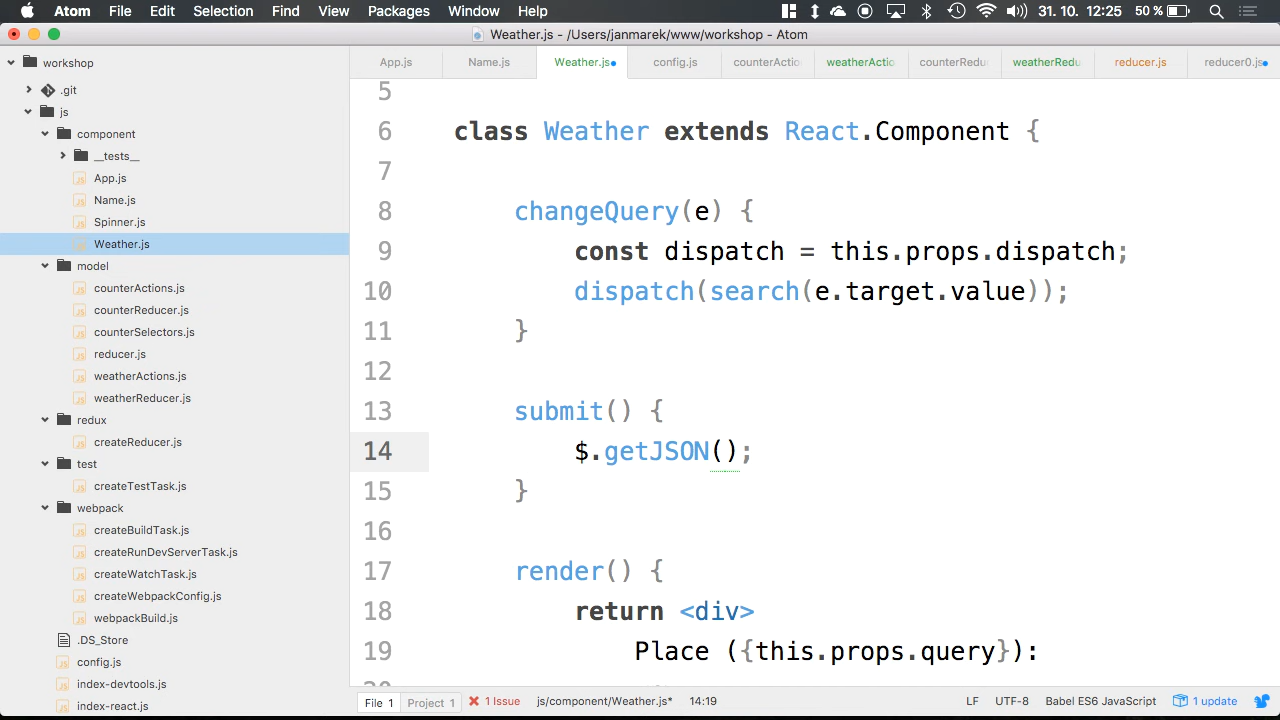 Atom File Edit Selection Find View Packages Window Help 31. 10. 12:25 50 %
Weather.js - /Users/janmarek/www/workshop - Atom
workshop
.git
js
component
__tests__
App.js
Name.js
Spinner.js
Weather.js
model
counterActions.js
counterReducer.js
counterSelectors.js
reducer.js
weatherActions.js
weatherReducer.js
redux
createReducer.js
test
createTestTask.js
webpack
createBuildTask.js
createRunDevServerTask.js
createWatchTask.js
createWebpackConfig.js
webpackBuild.js
.DS_Store
config.js
index-devtools.js
index-react.js
App.js Name.js Weather.js config.js counterActio weatherActio counterRedu weatherRedu reducer.js reducer0.js
5
6 class Weather extends React.Component {
7
8 changeQuery(e) {
9 const dispatch = this.props.dispatch;
10 dispatch(search(e.target.value));
11 }
12
13 submit() {
14 $.getJSON();
15 }
16
17 render() {
18 return <div>
19 Place ({this.props.query}):
File 1 Project 1 1 Issue js/component/Weather.js* 14:19 LF UTF-8 Babel ES6 JavaScript 1 update